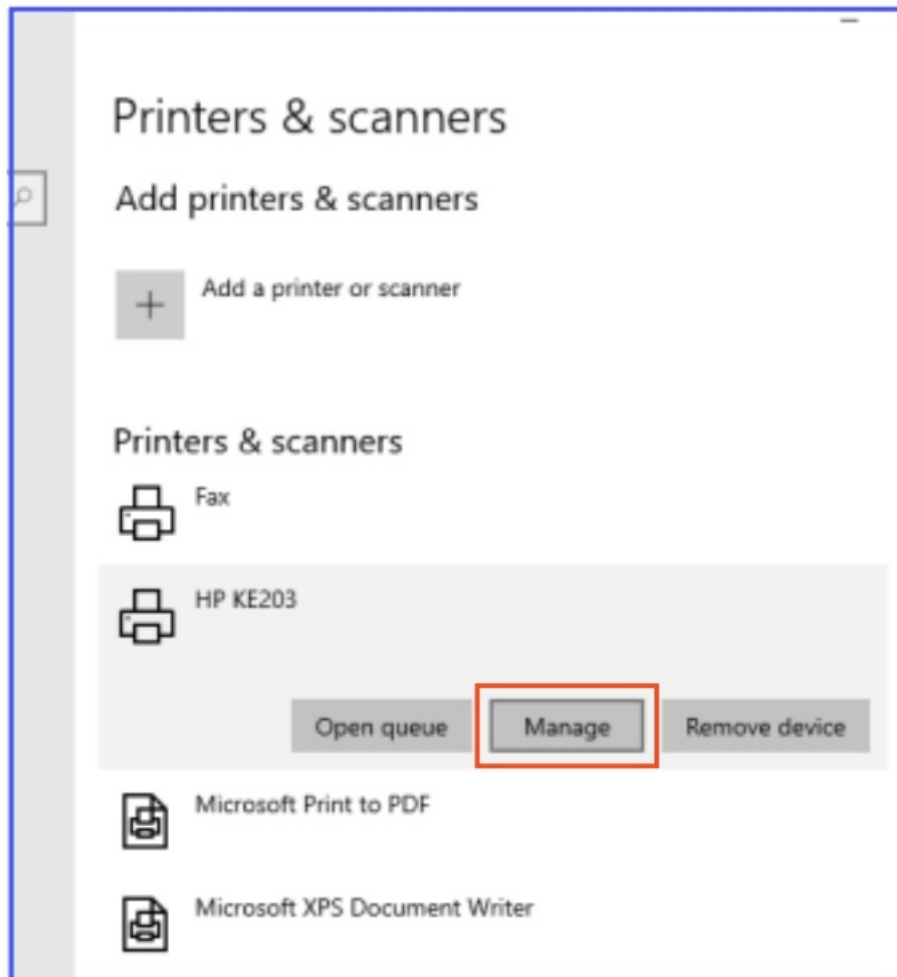 Printers & scanners
Add printers & scanners
Add a printer or scanner
Printers & scanners
Fax
HP KE203
Open queue Manage Remove device
Microsoft Print to PDF
Microsoft XPS Document Writer